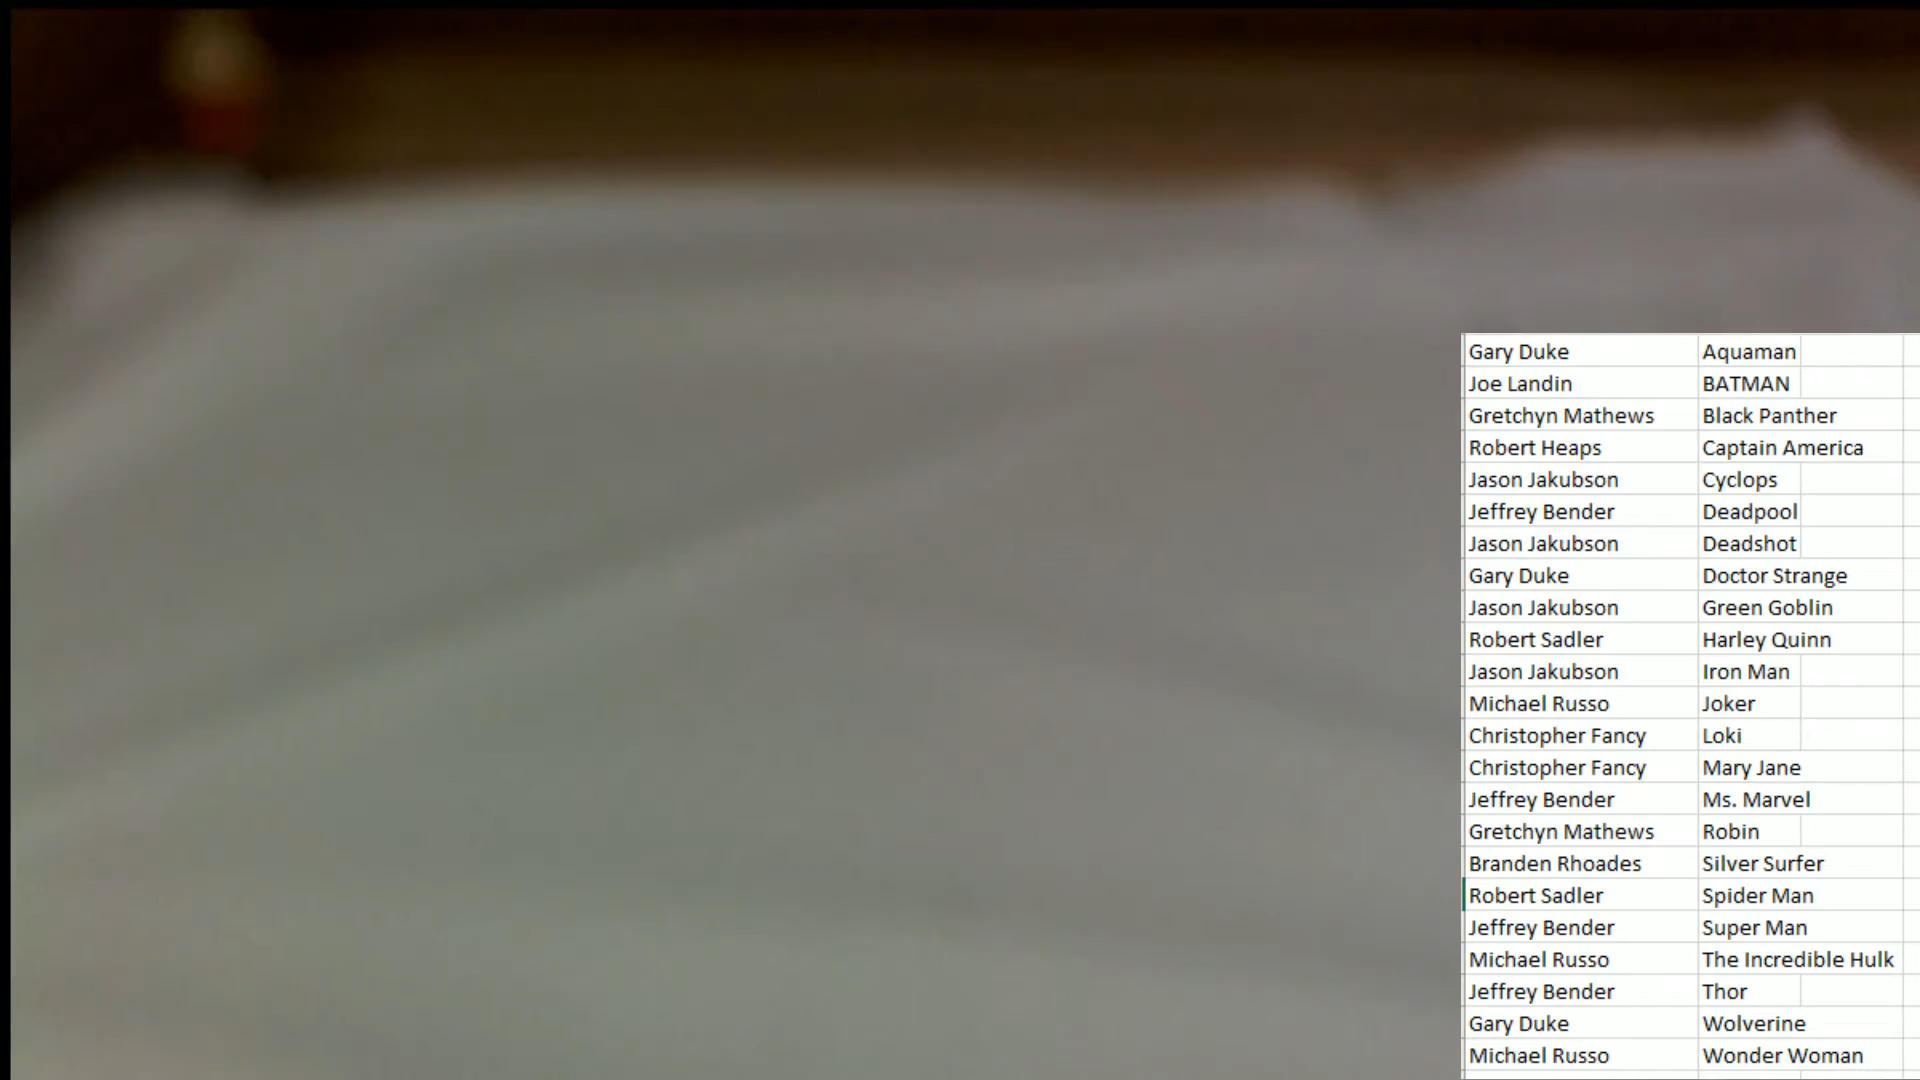 Gary Duke Aquaman
Joe Landin BATMAN
Gretchyn Mathews Black Panther
Robert Heaps Captain America
Jason Jakubson Cyclops
Jeffrey Bender Deadpool
Jason Jakubson Deadshot
Gary Duke Doctor Strange
Jason Jakubson Green Goblin
Robert Sadler Harley Quinn
Jason Jakubson Iron Man
Michael Russo Joker
Christopher Fancy Loki
Christopher Fancy Mary Jane
Jeffrey Bender Ms. Marvel
Gretchyn Mathews Robin
Branden Rhoades Silver Surfer
Robert Sadler Spider Man
Jeffrey Bender Super Man
Michael Russo The Incredible Hulk
Jeffrey Bender Thor
Gary Duke Wolverine
Michael Russo Wonder Woman